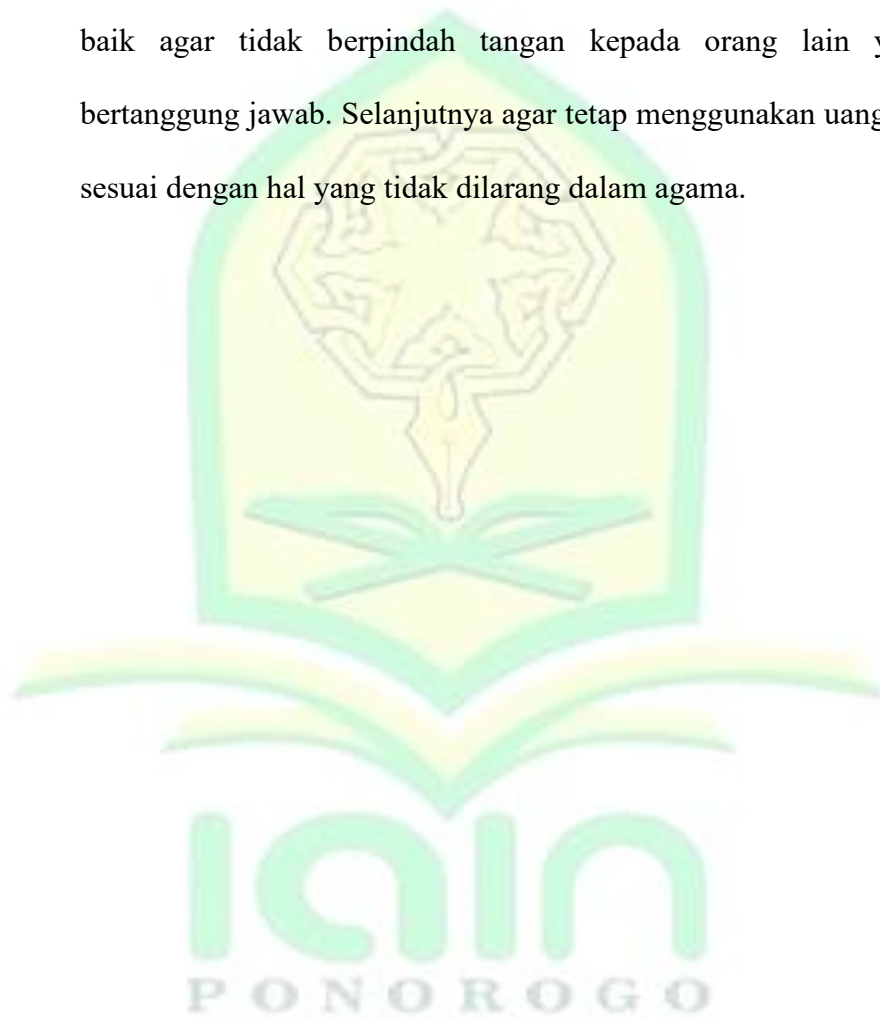 baik agar tidak berpindah tangan kepada orang lain
bertanggung jawab. Selanjutnya agar tetap menggunakan uang
sesuai dengan hal yang tidak dilarang dalam agama.
iain
PONOROGO